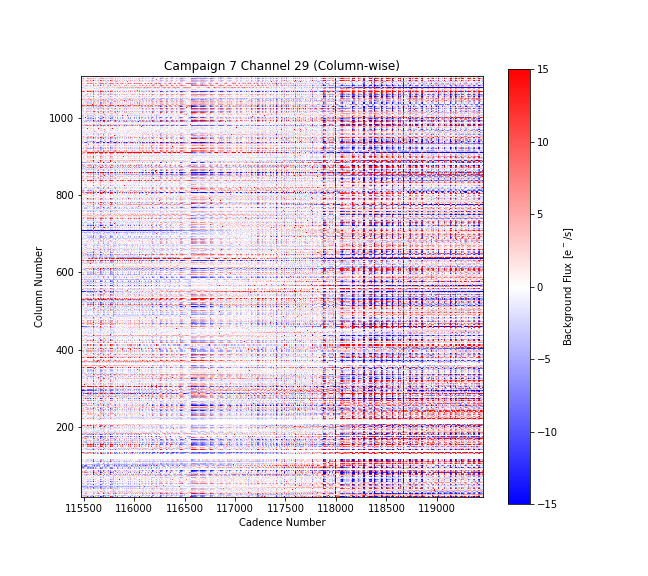 Campaign 7 Channel 29 (Column-wise)
1000
800
600
400
200
Column Number
115500 116000 116500 117000 117500 118000 118500 119000
Cadence Number
15
10
5
0
−5
−10
−15
Background Flux [e⁻/s]